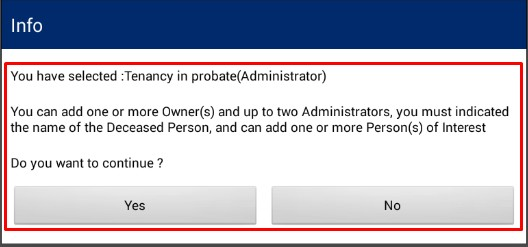 Info
You have selected :Tenancy in probate(Administrator)
You can add one or more Owner(s) and up to two Administrators, you must indicated
the name of the Deceased Person, and can add one or more Person(s) of Interest
Do you want to continue ?
Yes No